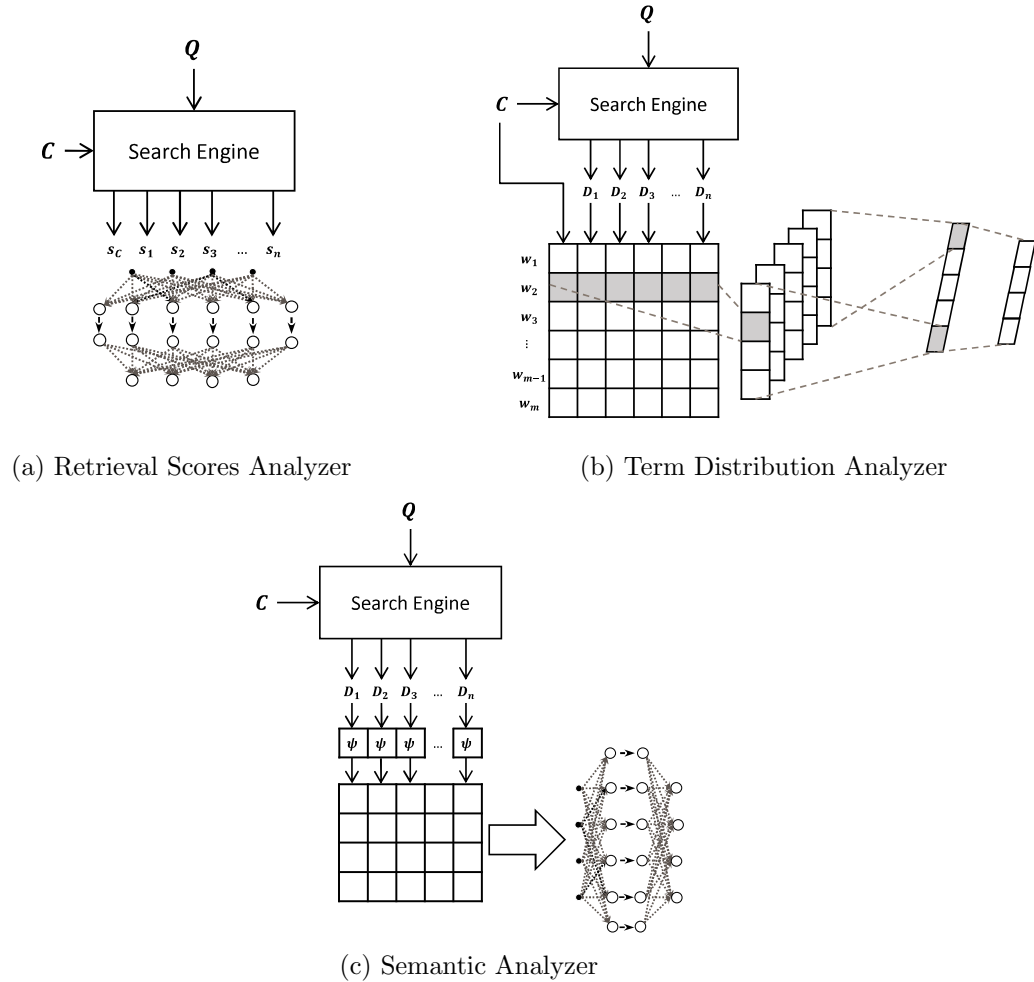 Q
C
Search Engine
s_C s_1 s_2 s_3 ... s_n
(a) Retrieval Scores Analyzer
Q
C
Search Engine
D_1 D_2 D_3 ... D_n
w_1
w_2
w_3
⋮
w_{m-1}
w_m
(b) Term Distribution Analyzer
Q
C
Search Engine
D_1 D_2 D_3 ... D_n
ψ ψ ψ ... ψ
(c) Semantic Analyzer